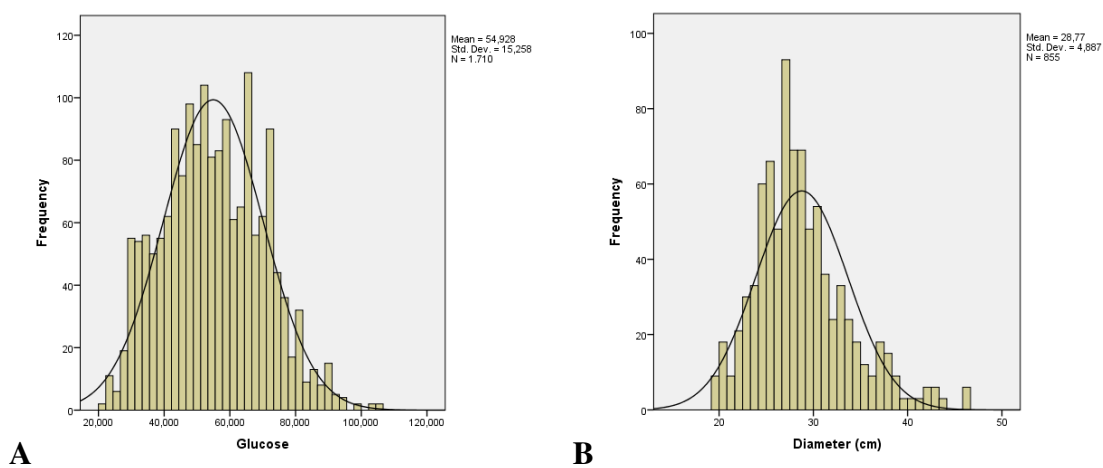 Mean = 54,928
Std. Dev. = 15,258
N = 1.710
120
100
80
60
40
20
0
Frequency
20,000 40,000 60,000 80,000 100,000 120,000
Glucose
A
Mean = 28,77
Std. Dev. = 4,887
N = 855
100
80
60
40
20
0
Frequency
20 30 40 50
Diameter (cm)
B